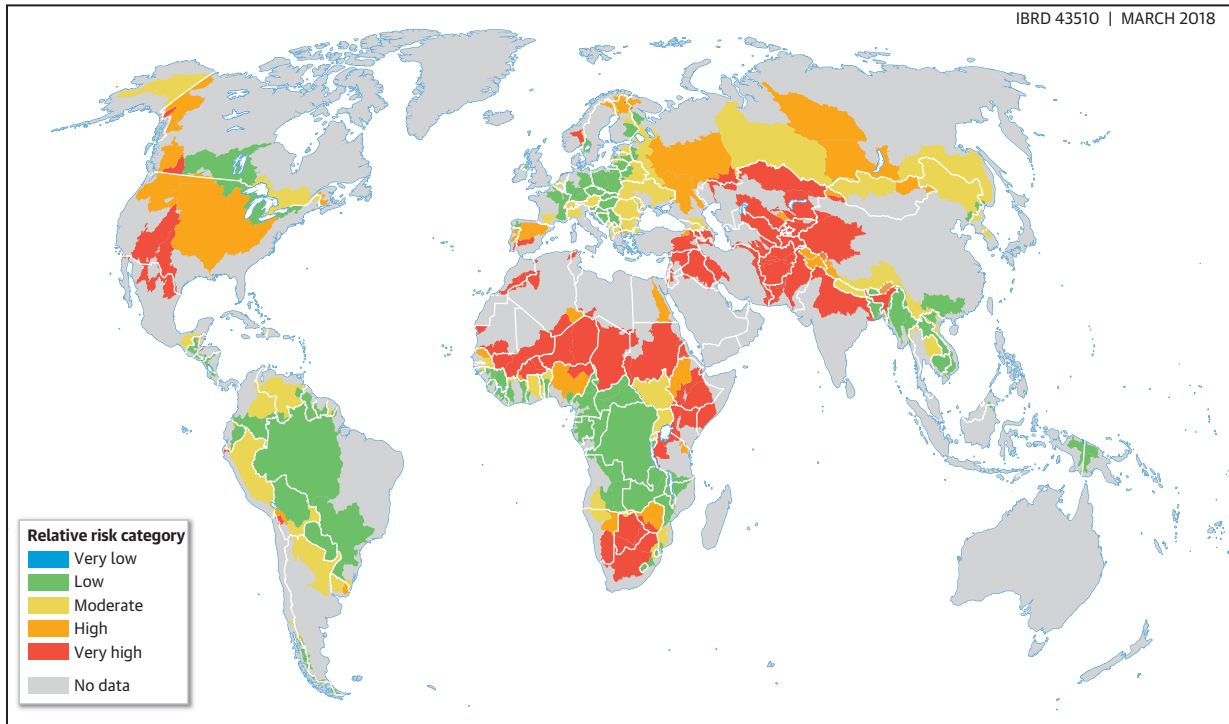 IBRD 43510 | MARCH 2018
Relative risk category
Very low
Low
Moderate
High
Very high
No data